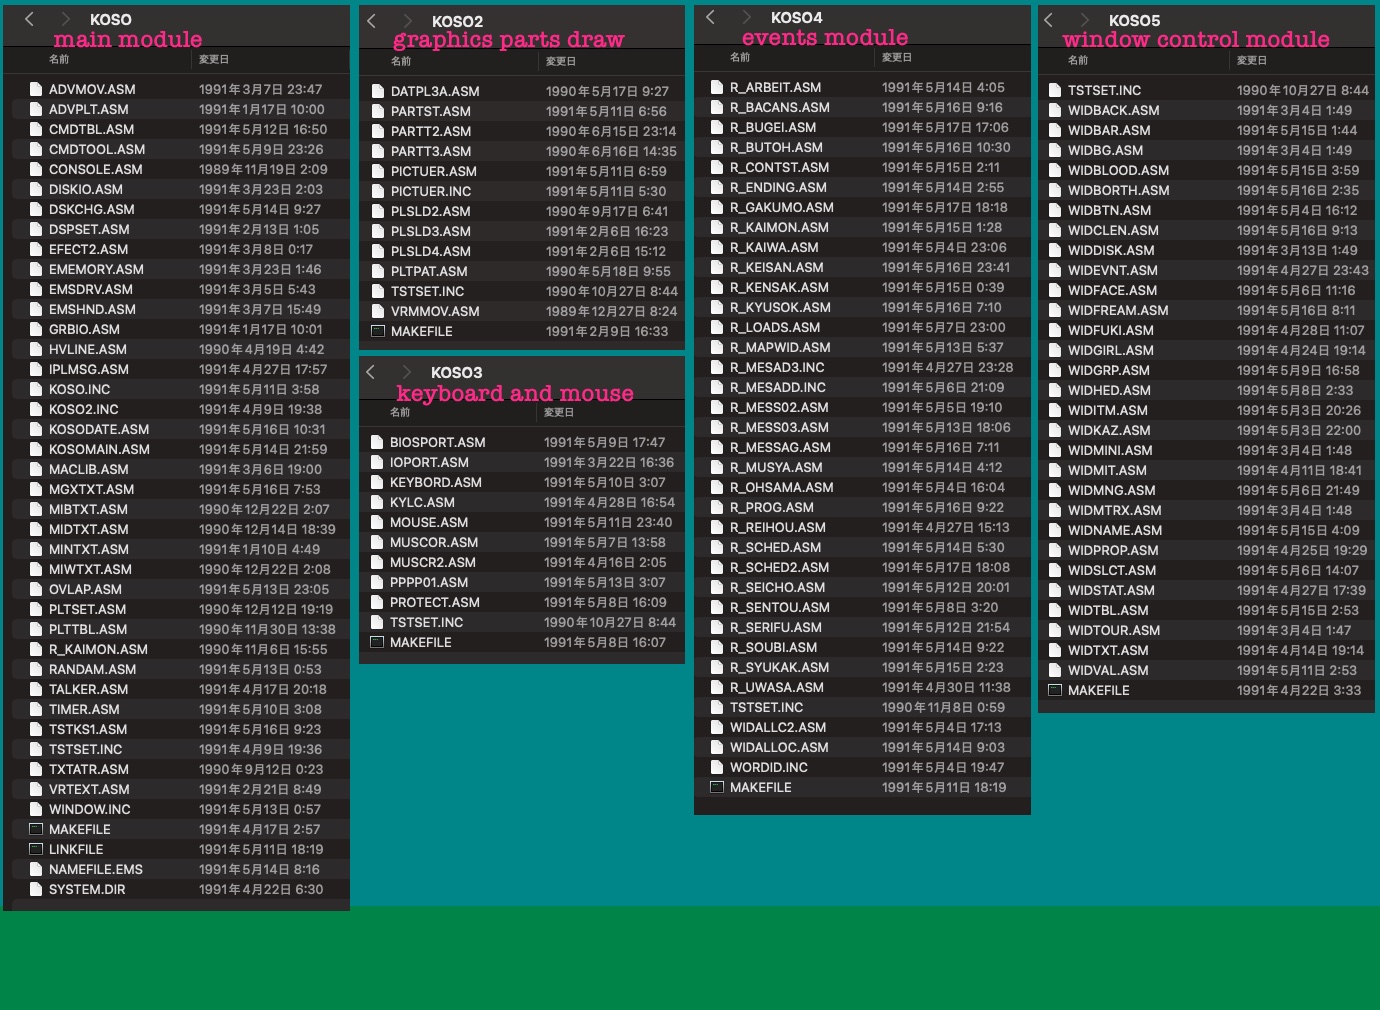 KOSO
main module
名前 変更日
ADVMOV.ASM 1991年3月7日 23:47
ADVPLT.ASM 1991年1月17日 10:00
CMDTBL.ASM 1991年5月12日 16:50
CMDTOOL.ASM 1991年5月9日 23:26
CONSOLE.ASM 1989年11月19日 2:09
DISKIO.ASM 1991年3月23日 2:03
DSKCHG.ASM 1991年5月14日 9:27
DSPSET.ASM 1991年2月13日 1:05
EFECT2.ASM 1991年3月8日 0:17
EMEMORY.ASM 1991年3月23日 1:46
EMSDRV.ASM 1991年3月5日 5:43
EMSHND.ASM 1991年3月7日 15:49
GRBIO.ASM 1991年1月17日 10:01
HVLINE.ASM 1990年4月19日 4:42
IPLMSG.ASM 1991年4月27日 17:57
KOSO.INC 1991年5月11日 3:58
KOSO2.INC 1991年4月9日 19:38
KOSODATE.ASM 1991年5月16日 10:31
KOSOMAIN.ASM 1991年5月14日 21:59
MACLIB.ASM 1991年3月6日 19:00
MGXTXT.ASM 1991年5月16日 7:53
MIBTXT.ASM 1990年12月22日 2:07
MIDTXT.ASM 1990年12月14日 18:39
MINTXT.ASM 1991年1月10日 4:49
MIWTXT.ASM 1990年12月22日 2:08
OVLAP.ASM 1991年5月13日 23:05
PLTSET.ASM 1990年12月12日 19:19
PLTTBL.ASM 1990年11月30日 13:38
R_KAIMON.ASM 1990年11月6日 15:55
RANDAM.ASM 1991年5月13日 0:53
TALKER.ASM 1991年4月17日 20:18
TIMER.ASM 1991年5月10日 3:08
TSTKS1.ASM 1991年5月16日 9:23
TSTSET.INC 1991年4月9日 19:36
TXTATR.ASM 1990年9月12日 0:23
VRTEXT.ASM 1991年2月21日 8:49
WINDOW.INC 1991年5月13日 0:57
MAKEFILE 1991年4月17日 2:57
LINKFILE 1991年5月11日 18:19
NAMEFILE.EMS 1991年5月14日 8:16
SYSTEM.DIR 1991年4月22日 6:30
KOSO2
graphics parts draw
名前 変更日
DATPL3A.ASM 1990年5月17日 9:27
PARTST.ASM 1991年5月11日 6:56
PARTT2.ASM 1990年6月15日 23:14
PARTT3.ASM 1990年6月16日 14:35
PICTUER.ASM 1991年5月11日 6:59
PICTUER.INC 1991年5月11日 5:30
PLSLD2.ASM 1990年9月17日 6:41
PLSLD3.ASM 1991年2月6日 16:23
PLSLD4.ASM 1991年2月6日 15:12
PLTPAT.ASM 1990年5月18日 9:55
TSTSET.INC 1990年10月27日 8:44
VRMMOV.ASM 1989年12月27日 8:24
MAKEFILE 1991年2月9日 16:33
KOSO3
keyboard and mouse
名前 変更日
BIOSPORT.ASM 1991年5月9日 17:47
IOPORT.ASM 1991年3月22日 16:36
KEYBORD.ASM 1991年5月10日 3:07
KYLC.ASM 1991年4月28日 16:54
MOUSE.ASM 1991年5月11日 23:40
MUSCOR.ASM 1991年5月7日 13:58
MUSCR2.ASM 1991年4月16日 2:05
PPPP01.ASM 1991年5月13日 3:07
PROTECT.ASM 1991年5月8日 16:09
TSTSET.INC 1990年10月27日 8:44
MAKEFILE 1991年5月8日 16:07
KOSO4
events module
名前 変更日
R_ARBEIT.ASM 1991年5月14日 4:05
R_BACANS.ASM 1991年5月16日 9:16
R_BUGEI.ASM 1991年5月17日 17:06
R_BUTOH.ASM 1991年5月16日 10:30
R_CONTST.ASM 1991年5月15日 2:11
R_ENDING.ASM 1991年5月14日 2:55
R_GAKUMO.ASM 1991年5月17日 18:18
R_KAIMON.ASM 1991年5月15日 1:28
R_KAIWA.ASM 1991年5月4日 23:06
R_KEISAN.ASM 1991年5月16日 23:41
R_KENSAK.ASM 1991年5月15日 0:39
R_KYUSOK.ASM 1991年5月16日 7:10
R_LOADS.ASM 1991年5月7日 23:00
R_MAPWID.ASM 1991年5月13日 5:37
R_MESAD3.INC 1991年4月27日 23:28
R_MESADD.INC 1991年5月6日 21:09
R_MESS02.ASM 1991年5月5日 19:10
R_MESS03.ASM 1991年5月13日 18:06
R_MESSAG.ASM 1991年5月16日 7:11
R_MUSYA.ASM 1991年5月14日 4:12
R_OHSAMA.ASM 1991年5月4日 16:04
R_PROG.ASM 1991年5月16日 9:22
R_REIHOU.ASM 1991年4月27日 15:13
R_SCHED.ASM 1991年5月14日 5:30
R_SCHED2.ASM 1991年5月17日 18:08
R_SEICHO.ASM 1991年5月12日 20:01
R_SENTOU.ASM 1991年5月8日 3:20
R_SERIFU.ASM 1991年5月12日 21:54
R_SOUBI.ASM 1991年5月14日 9:22
R_SYUKAK.ASM 1991年5月15日 2:23
R_UWASA.ASM 1991年4月30日 11:38
TSTSET.INC 1990年11月8日 0:59
WIDALLC2.ASM 1991年5月4日 17:13
WIDALLOC.ASM 1991年5月14日 9:03
WORDID.INC 1991年5月4日 19:47
MAKEFILE 1991年5月11日 18:19
KOSO5
window control module
名前 変更日
TSTSET.INC 1990年10月27日 8:44
WIDBACK.ASM 1991年3月4日 1:49
WIDBAR.ASM 1991年5月15日 1:44
WIDBG.ASM 1991年3月4日 1:49
WIDBLOOD.ASM 1991年5月15日 3:59
WIDBORTH.ASM 1991年5月16日 2:35
WIDBTN.ASM 1991年5月4日 16:12
WIDCLEN.ASM 1991年5月16日 9:13
WIDDISK.ASM 1991年3月13日 1:49
WIDEVNT.ASM 1991年4月27日 23:43
WIDFACE.ASM 1991年5月6日 11:16
WIDFREAM.ASM 1991年5月16日 8:11
WIDFUKI.ASM 1991年4月28日 11:07
WIDGIRL.ASM 1991年4月24日 19:14
WIDGRP.ASM 1991年5月9日 16:58
WIDHED.ASM 1991年5月8日 2:33
WIDITM.ASM 1991年5月3日 20:26
WIDKAZ.ASM 1991年5月3日 22:00
WIDMINI.ASM 1991年3月4日 1:48
WIDMIT.ASM 1991年4月11日 18:41
WIDMNG.ASM 1991年5月6日 21:49
WIDMTRX.ASM 1991年3月4日 1:48
WIDNAME.ASM 1991年5月15日 4:09
WIDPROP.ASM 1991年4月25日 19:29
WIDSLCT.ASM 1991年5月6日 14:07
WIDSTAT.ASM 1991年4月27日 17:39
WIDTBL.ASM 1991年5月15日 2:53
WIDTOUR.ASM 1991年3月4日 1:47
WIDTXT.ASM 1991年4月14日 19:14
WIDVAL.ASM 1991年5月11日 2:53
MAKEFILE 1991年4月22日 3:33